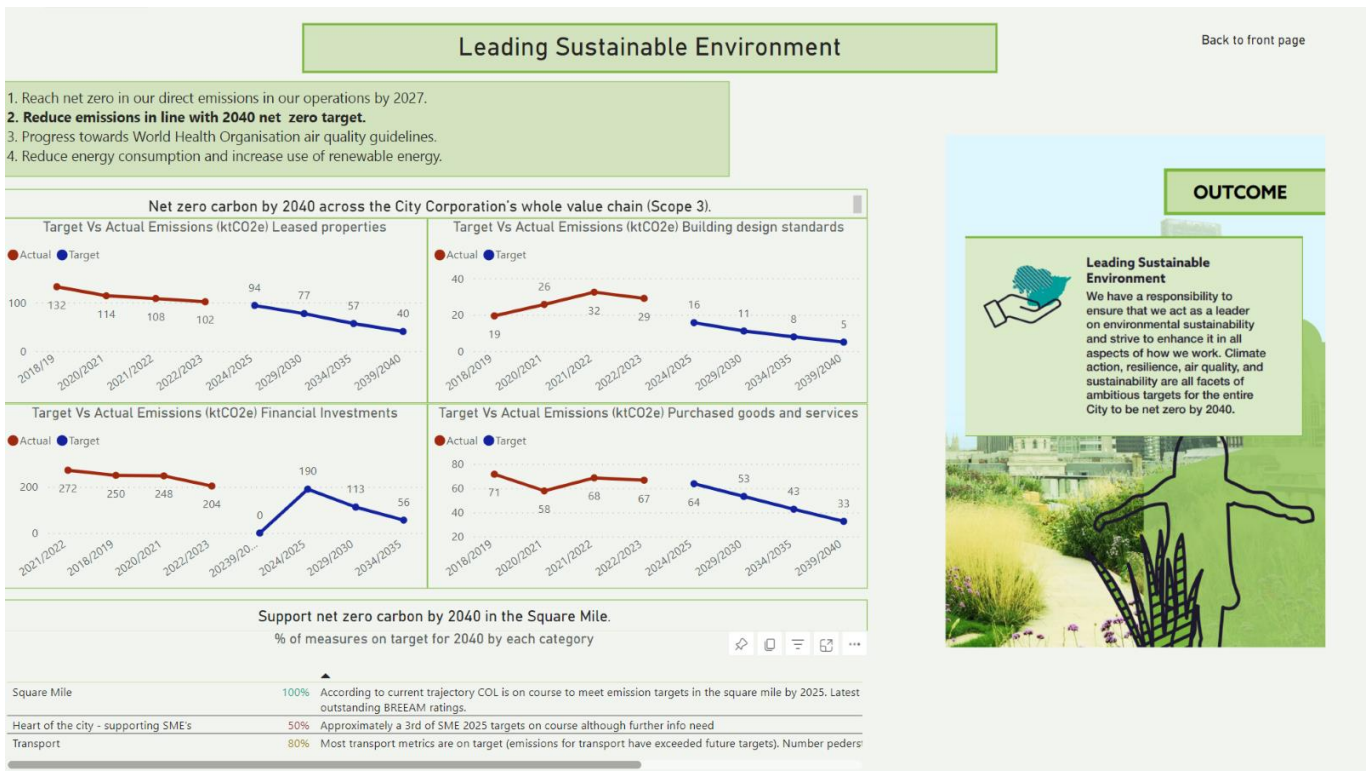 Leading Sustainable Environment
Back to front page
1. Reach net zero in our direct emissions in our operations by 2027.
2. Reduce emissions in line with 2040 net zero target.
3. Progress towards World Health Organisation air quality guidelines.
4. Reduce energy consumption and increase use of renewable energy.
Net zero carbon by 2040 across the City Corporation's whole value chain (Scope 3).
Target Vs Actual Emissions (ktCO2e) Leased properties
Actual Target
94
77
57
40
100
132
114
108
102
0
2018/19 2020/2021 2021/2022 2022/2023 2024/2025 2029/2030 2034/2035 2039/2040
Target Vs Actual Emissions (ktCO2e) Building design standards
Actual Target
40
26
16
11
8
5
20
19
32
29
0
2018/2019 2020/2021 2021/2022 2022/2023 2024/2025 2029/2030 2034/2035 2039/2040
Target Vs Actual Emissions (ktCO2e) Financial Investments
Actual Target
190
113
56
200
272
250
248
204
0
0
2021/2022 2018/2019 2020/2021 2022/2023 20239/20... 2024/2025 2029/2030 2034/2035
Target Vs Actual Emissions (ktCO2e) Purchased goods and services
Actual Target
80
60
53
43
33
71
58
68
67
64
40
20
2018/2019 2020/2021 2021/2022 2022/2023 2024/2025 2029/2030 2034/2035 2039/2040
Support net zero carbon by 2040 in the Square Mile.
% of measures on target for 2040 by each category
Square Mile 100% According to current trajectory COL is on course to meet emission targets in the square mile by 2025. Latest
outstanding BREEAM ratings.
Heart of the city - supporting SME's 50% Approximately a 3rd of SME 2025 targets on course although further info need
Transport 80% Most transport metrics are on target (emissions for transport have exceeded future targets). Number
OUTCOME
Leading Sustainable
Environment
We have a responsibility to
ensure that we act as a leader
on environmental sustainability
and strive to enhance it in all
aspects of how we work. Climate
action, resilience, air quality, and
sustainability are all facets of
ambitious targets for the entire
City to be net zero by 2040.